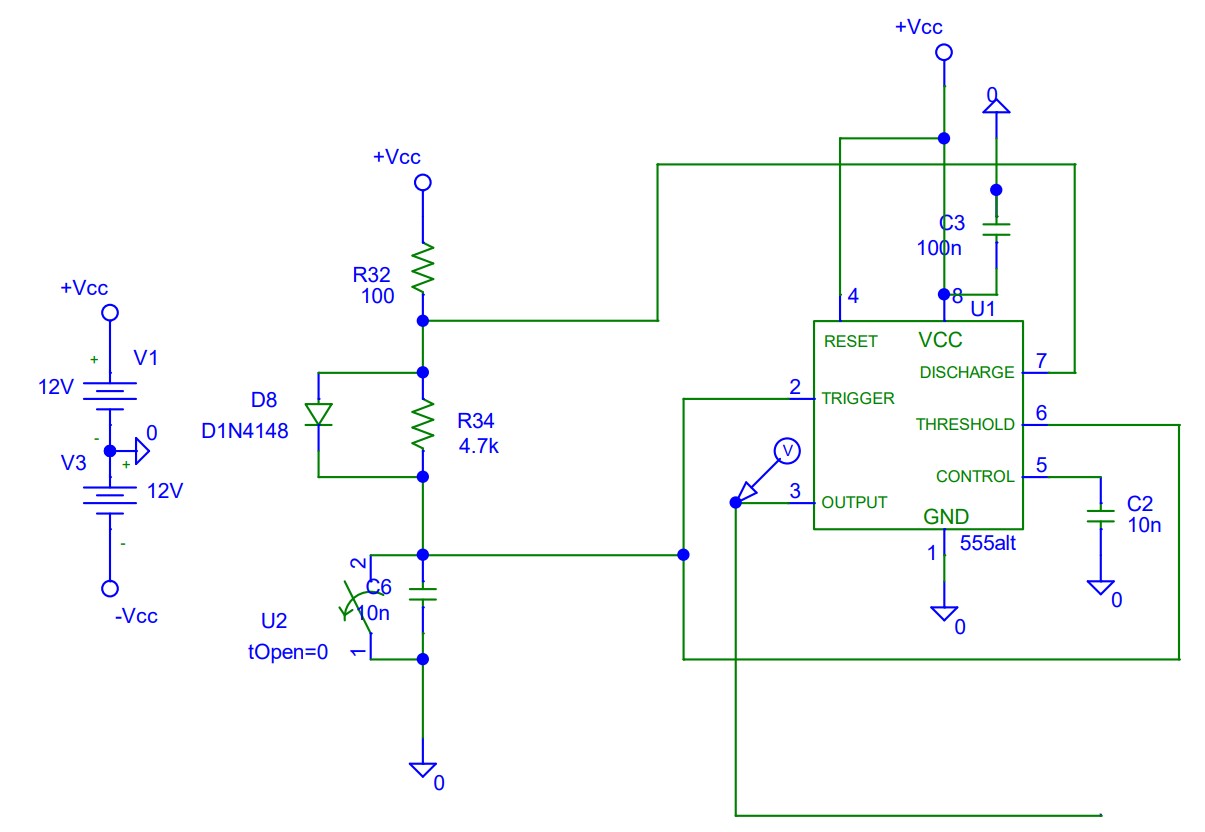 +Vcc
0
+Vcc
C3
100n
R32
100
+Vcc
4
8
U1
RESET
VCC
+
V1
12V
DISCHARGE
7
D8
D1N4148
R34
4.7k
2
TRIGGER
THRESHOLD
6
-
0
V3
+
12V
V
CONTROL
5
3
OUTPUT
C2
10n
GND
-
1
555alt
2
C6
10n
0
-Vcc
U2
tOpen=0
1
0
0